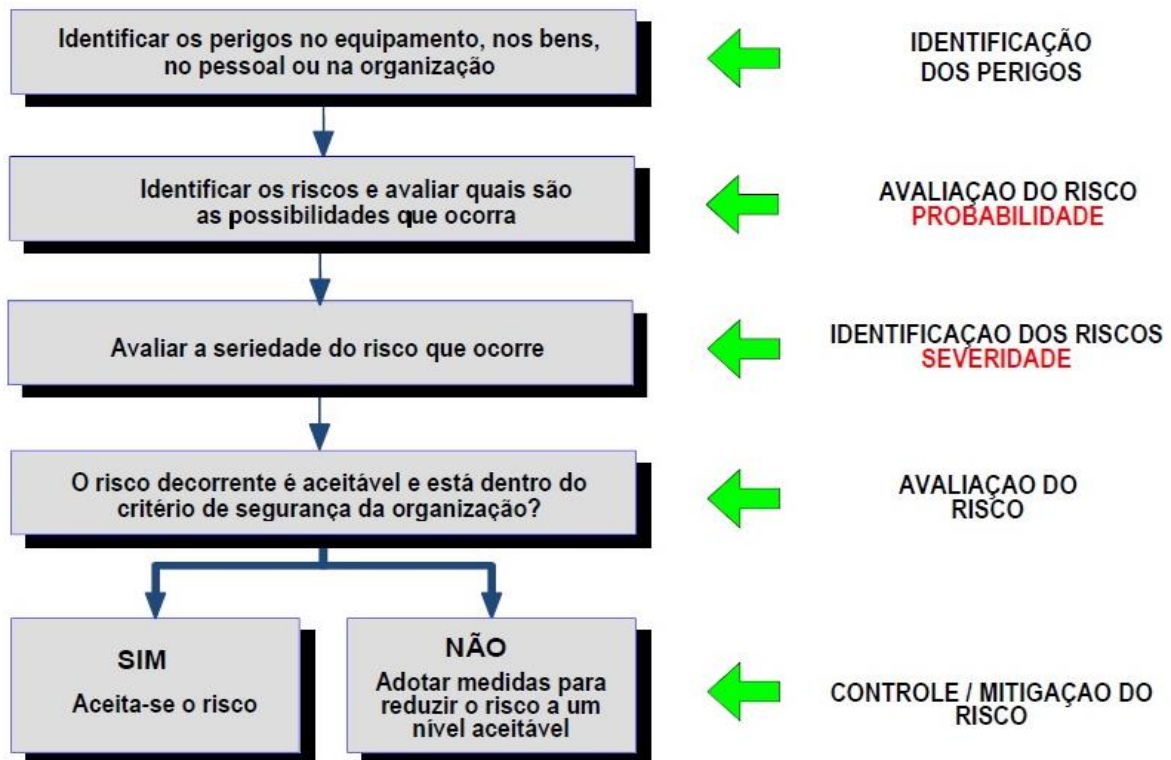 Identificar os perigos no equipamento, nos bens,
no pessoal ou na organização
IDENTIFICAÇÃO
DOS PERIGOS
Identificar os riscos e avaliar quais são
as possibilidades que ocorra
AVALIAÇAO DO RISCO
PROBABILIDADE
Avaliar a seriedade do risco que ocorre
IDENTIFICAÇAO DOS RISCOS
SEVERIDADE
O risco decorrente é aceitável e está dentro do
critério de segurança da organização?
AVALIAÇAO DO
RISCO
SIM
Aceita-se o risco
NÃO
Adotar medidas para
reduzir o risco a um
nível aceitável
CONTROLE / MITIGAÇAO DO
RISCO